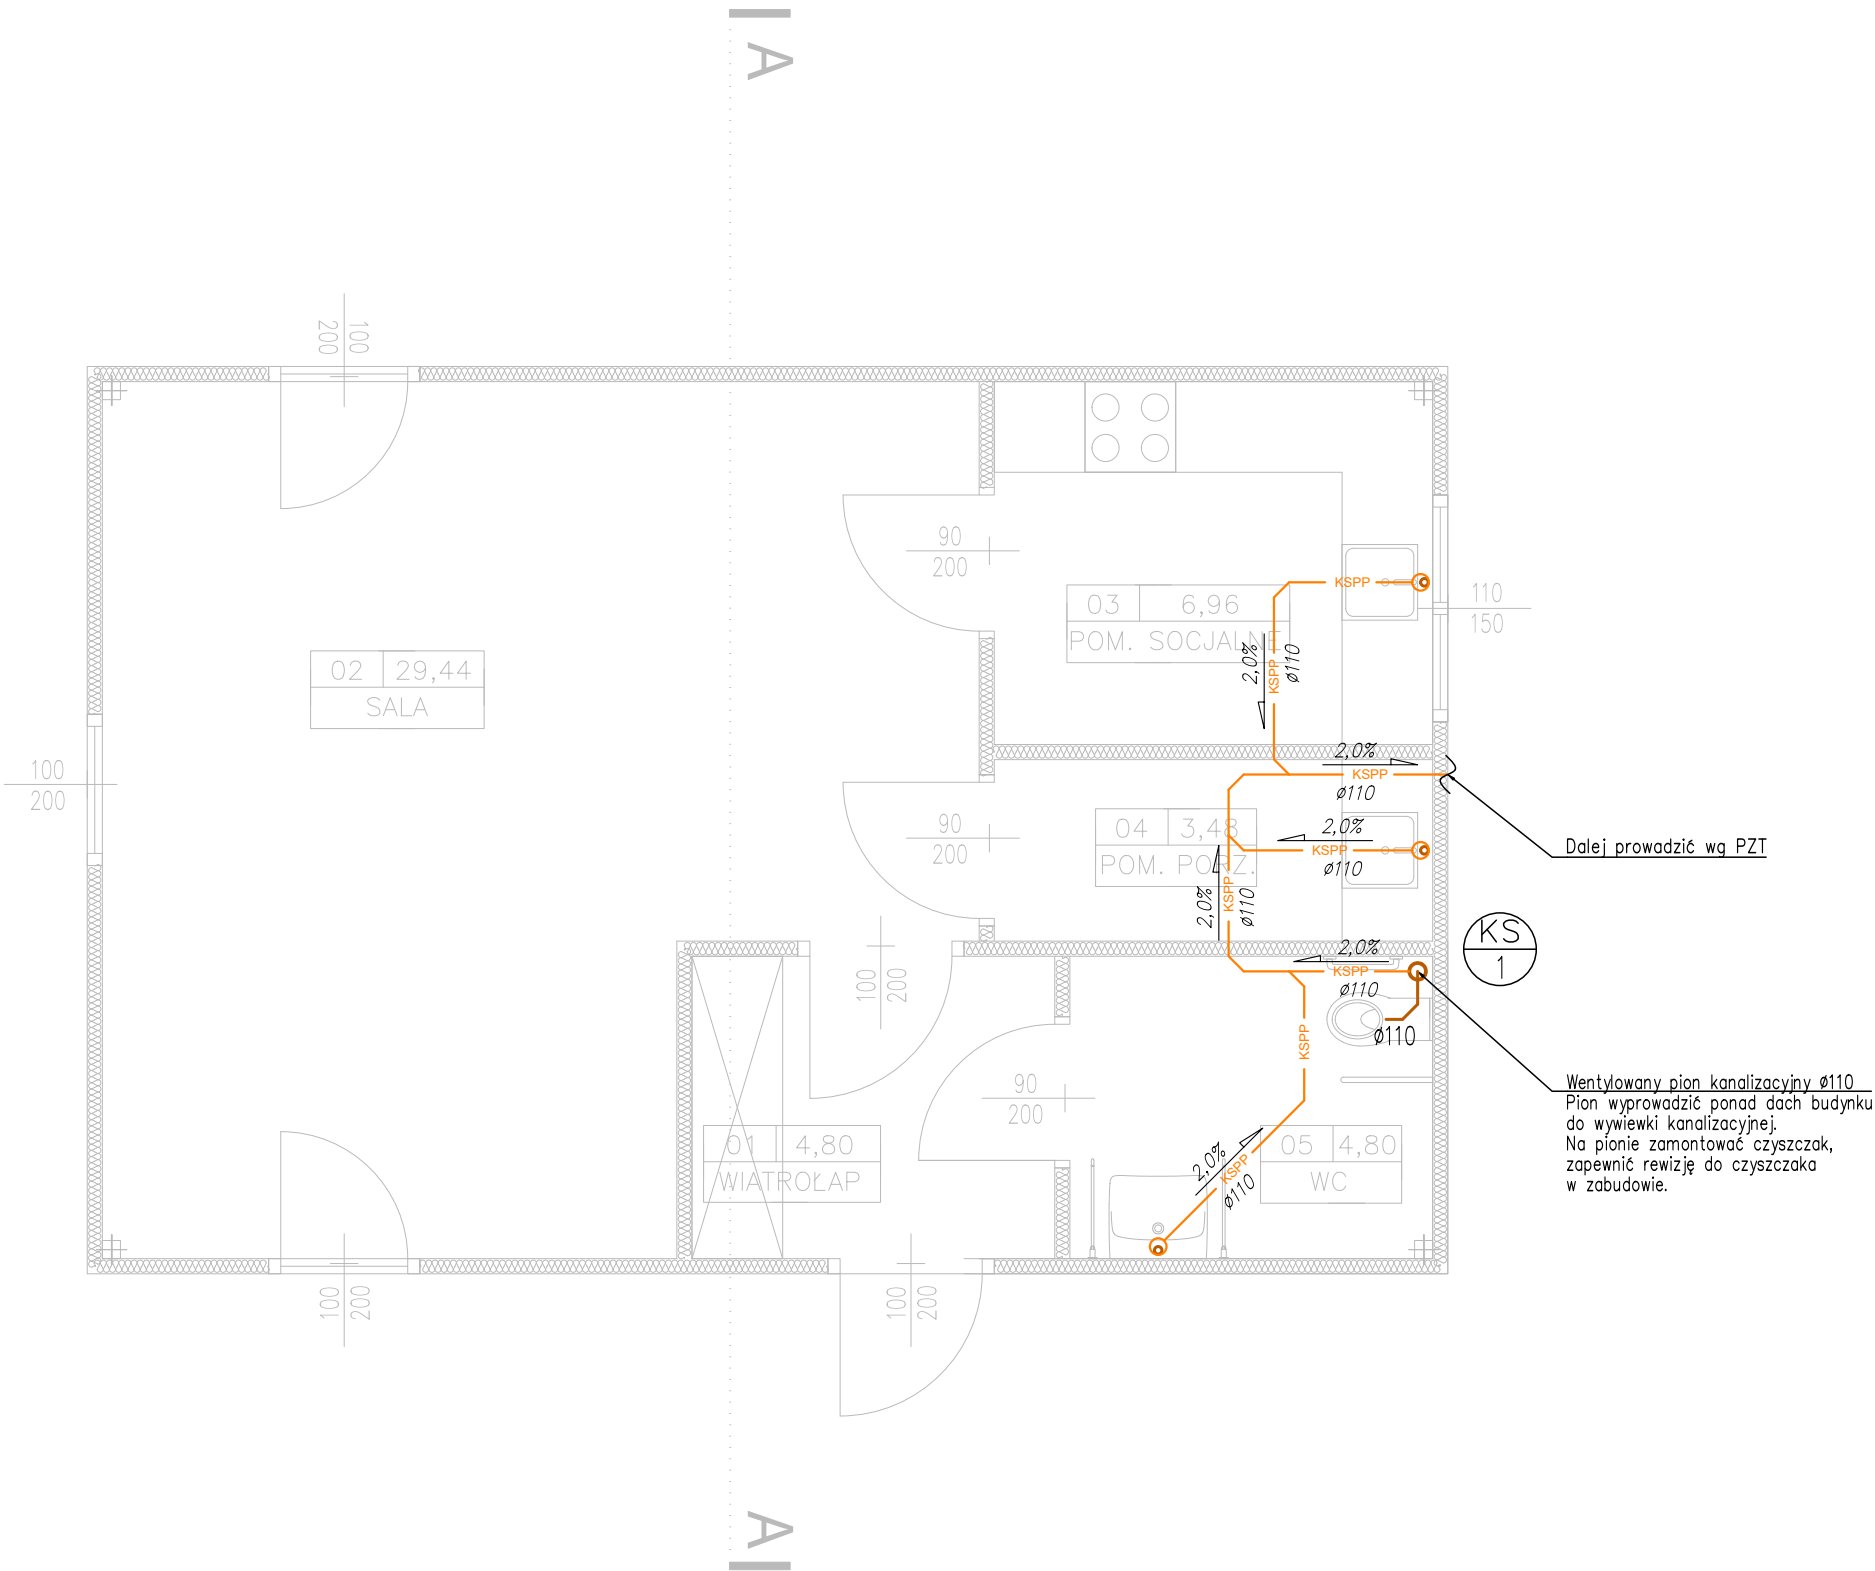 A
100
200
90
200
03 6,96
POM. SOCJALNE
KSPP
110
150
2,0%
KSPP
ø110
02 29,44
SALA
100
200
2,0%
KSPP
ø110
90
200
04 3,48
POM. PORZ.
2,0%
KSPP
ø110
2,0%
KSPP
ø110
Dalej prowadzić wg PZT
KS
1
100
200
2,0%
KSPP
ø110
KSPP
ø110
90
200
Wentylowany pion kanalizacyjny ø110
Pion wyprowadzić ponad dach budynku
do wywiewki kanalizacyjnej.
Na pionie zamontować czyszczak,
zapewnić rewizję do czyszczaka
w zabudowie.
01 4,80
WIATROŁAP
2,0%
KSPP
ø110
05 4,80
WC
100
200
100
200
A